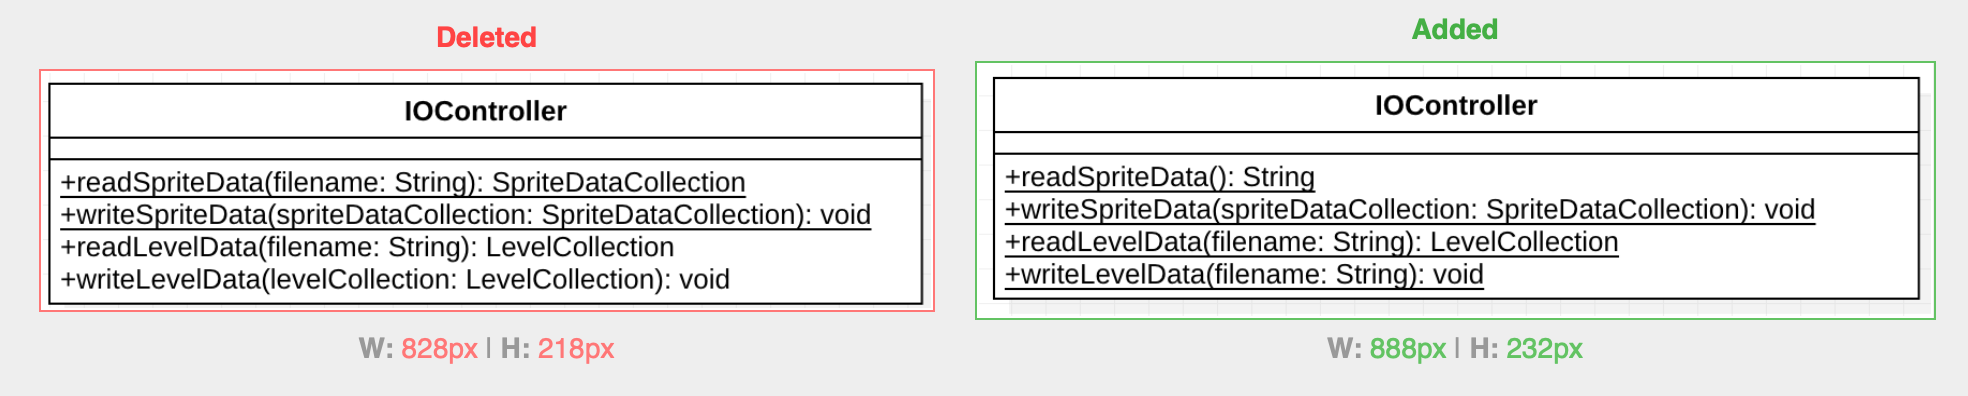 Deleted
IOController
+readSpriteData(filename: String): SpriteDataCollection
+writeSpriteData(spriteDataCollection: SpriteDataCollection): void
+readLevelData(filename: String): LevelCollection
+writeLevelData(levelCollection: LevelCollection): void
W: 828px | H: 218px
Added
IOController
+readSpriteData(): String
+writeSpriteData(spriteDataCollection: SpriteDataCollection): void
+readLevelData(filename: String): LevelCollection
+writeLevelData(filename: String): void
W: 888px | H: 232px